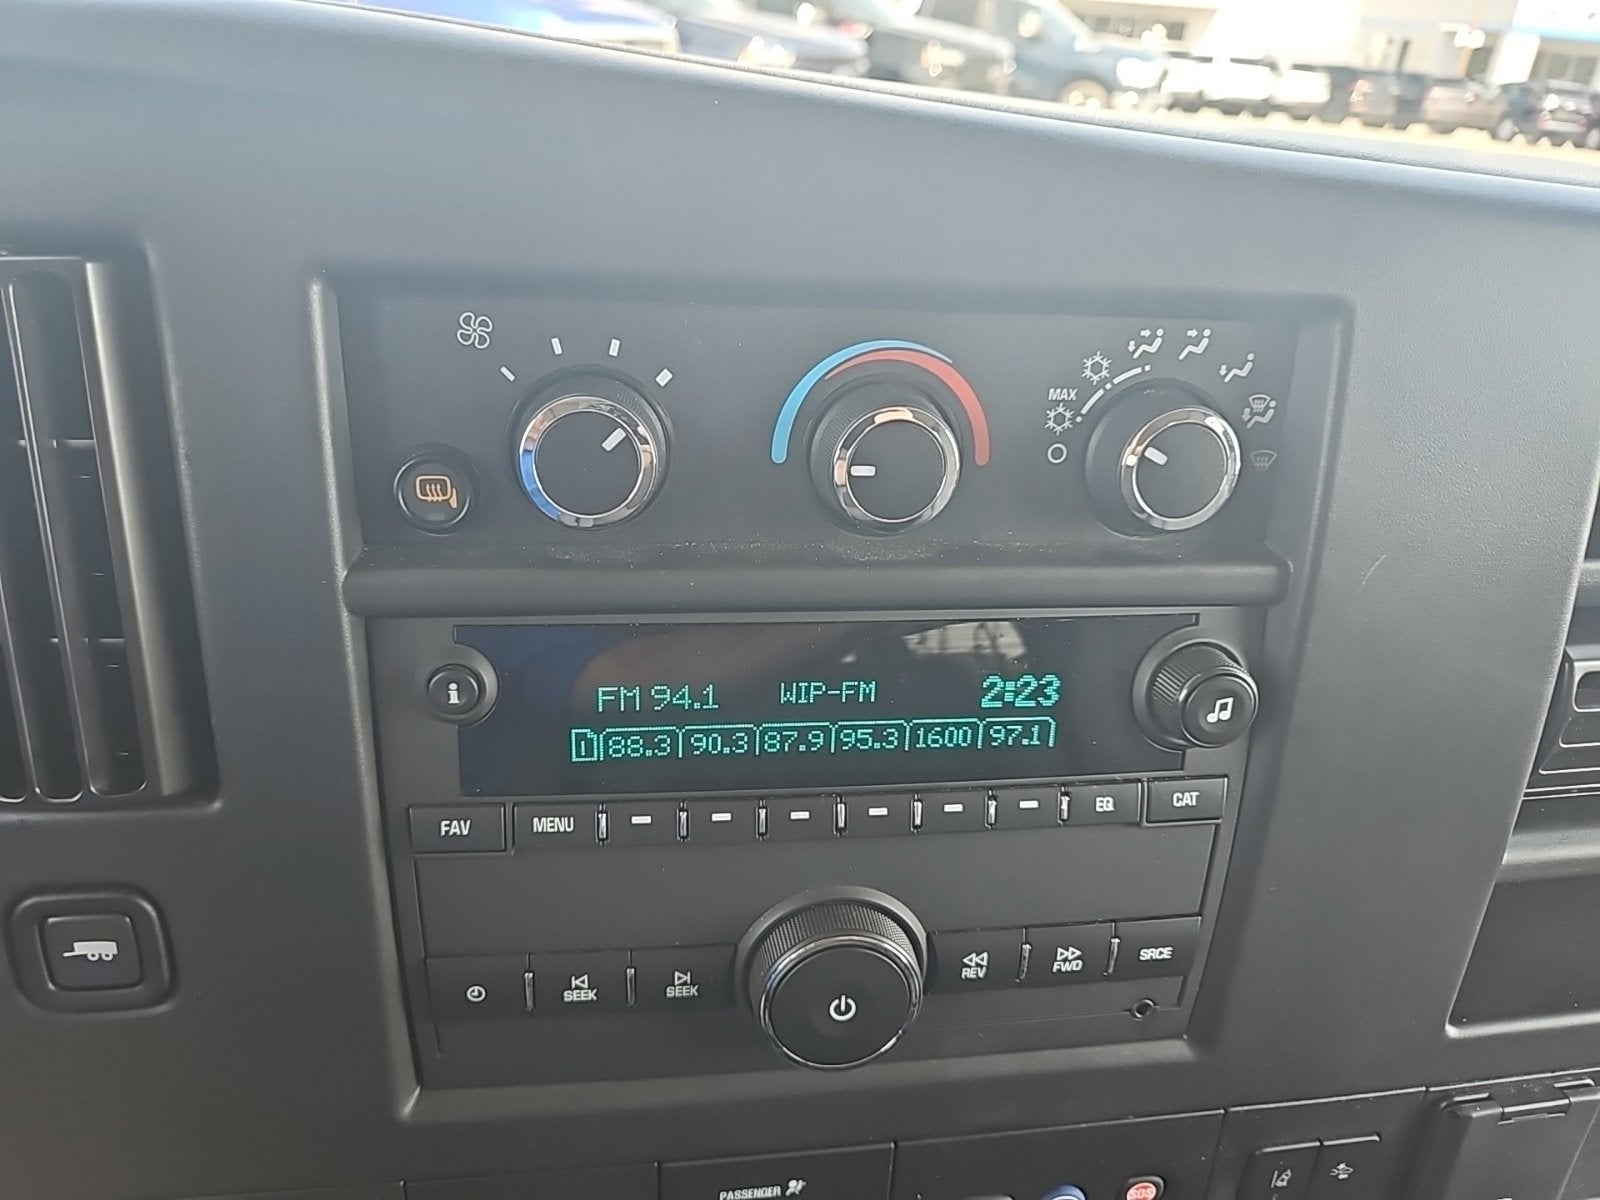 MAX
FM 94.1 WIP-FM 2:23
1 88.3 90.3 87.9 95.3 1600 97.1
FAV MENU EQ CAT
SEEK SEEK REV FWD SRCE
PASSENGER
SOS